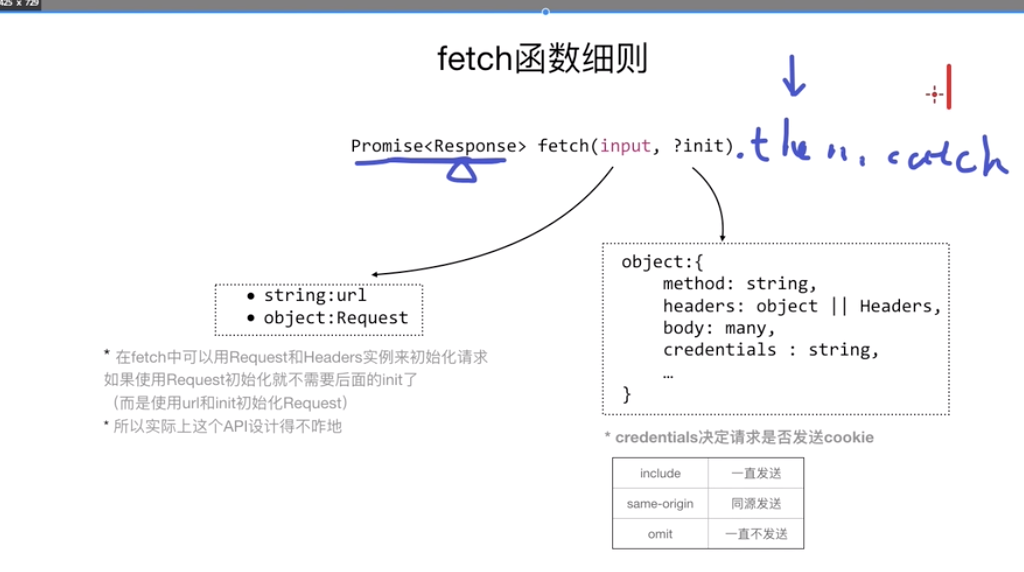 425 x 729
fetch函数细则
Promise<Response> fetch(input, ?init).then.catch
• string:url
• object:Request
* 在fetch中可以用Request和Headers实例来初始化请求
如果使用Request初始化就不需要后面的init了
（而是使用url和init初始化Request）
* 所以实际上这个API设计得不咋地
object:{
method: string,
headers: object || Headers,
body: many,
credentials : string,
…
}
* credentials决定请求是否发送cookie
include 一直发送
same-origin 同源发送
omit 一直不发送